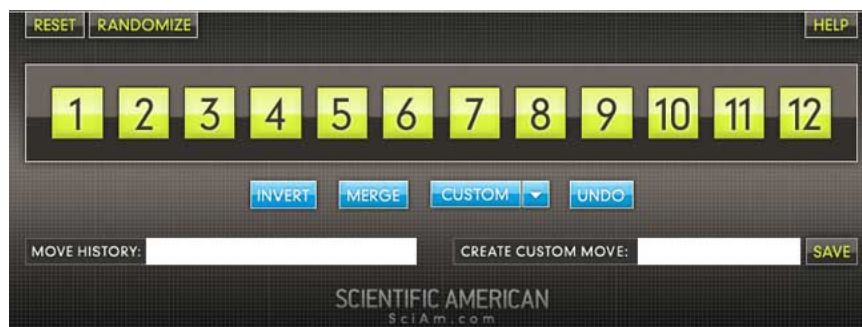 RESET RANDOMIZE HELP
1 2 3 4 5 6 7 8 9 10 11 12
INVERT MERGE CUSTOM UNDO
MOVE HISTORY: CREATE CUSTOM MOVE: SAVE
SCIENTIFIC AMERICAN
SciAm.com